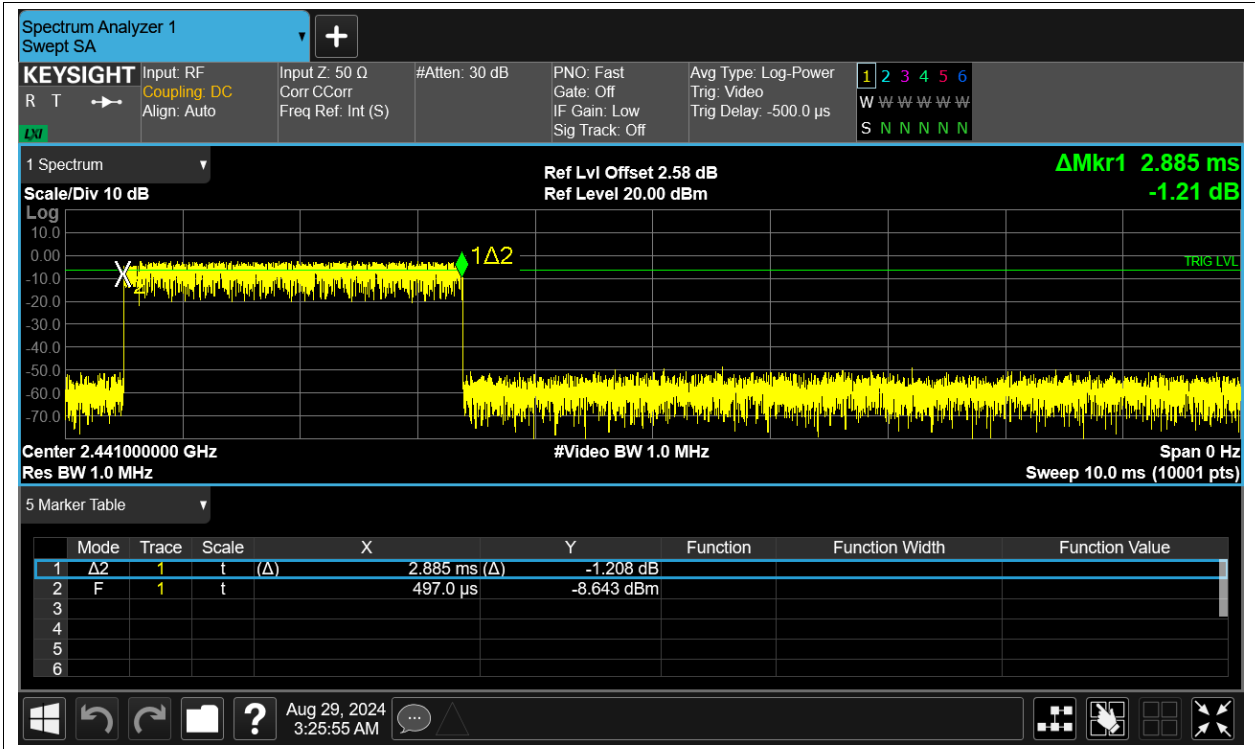 Spectrum Analyzer 1
Swept SA
KEYSIGHT Input: RF Input Z: 50 Ω #Atten: 30 dB PNO: Fast Avg Type: Log-Power 1 2 3 4 5 6
R T Coupling: DC Corr CCorr Gate: Off Trig: Video W W W W W W
Align: Auto Freq Ref: Int (S) IF Gain: Low Trig Delay: -500.0 µs
LXI Sig Track: Off S N N N N N
1 Spectrum
Ref Lvl Offset 2.58 dB ΔMkr1 2.885 ms
Scale/Div 10 dB Ref Level 20.00 dBm -1.21 dB
Log
10.0
0.00 1Δ2 TRIG LVL
-10.0 X 2
-20.0
-30.0
-40.0
-50.0
-60.0
-70.0
Center 2.441000000 GHz #Video BW 1.0 MHz Span 0 Hz
Res BW 1.0 MHz Sweep 10.0 ms (10001 pts)
5 Marker Table
Mode Trace Scale X Y Function Function Width Function Value
1 Δ2 1 t (Δ) 2.885 ms (Δ) -1.208 dB
2 F 1 t 497.0 µs -8.643 dBm
3
4
5
6
? Aug 29, 2024
3:25:55 AM